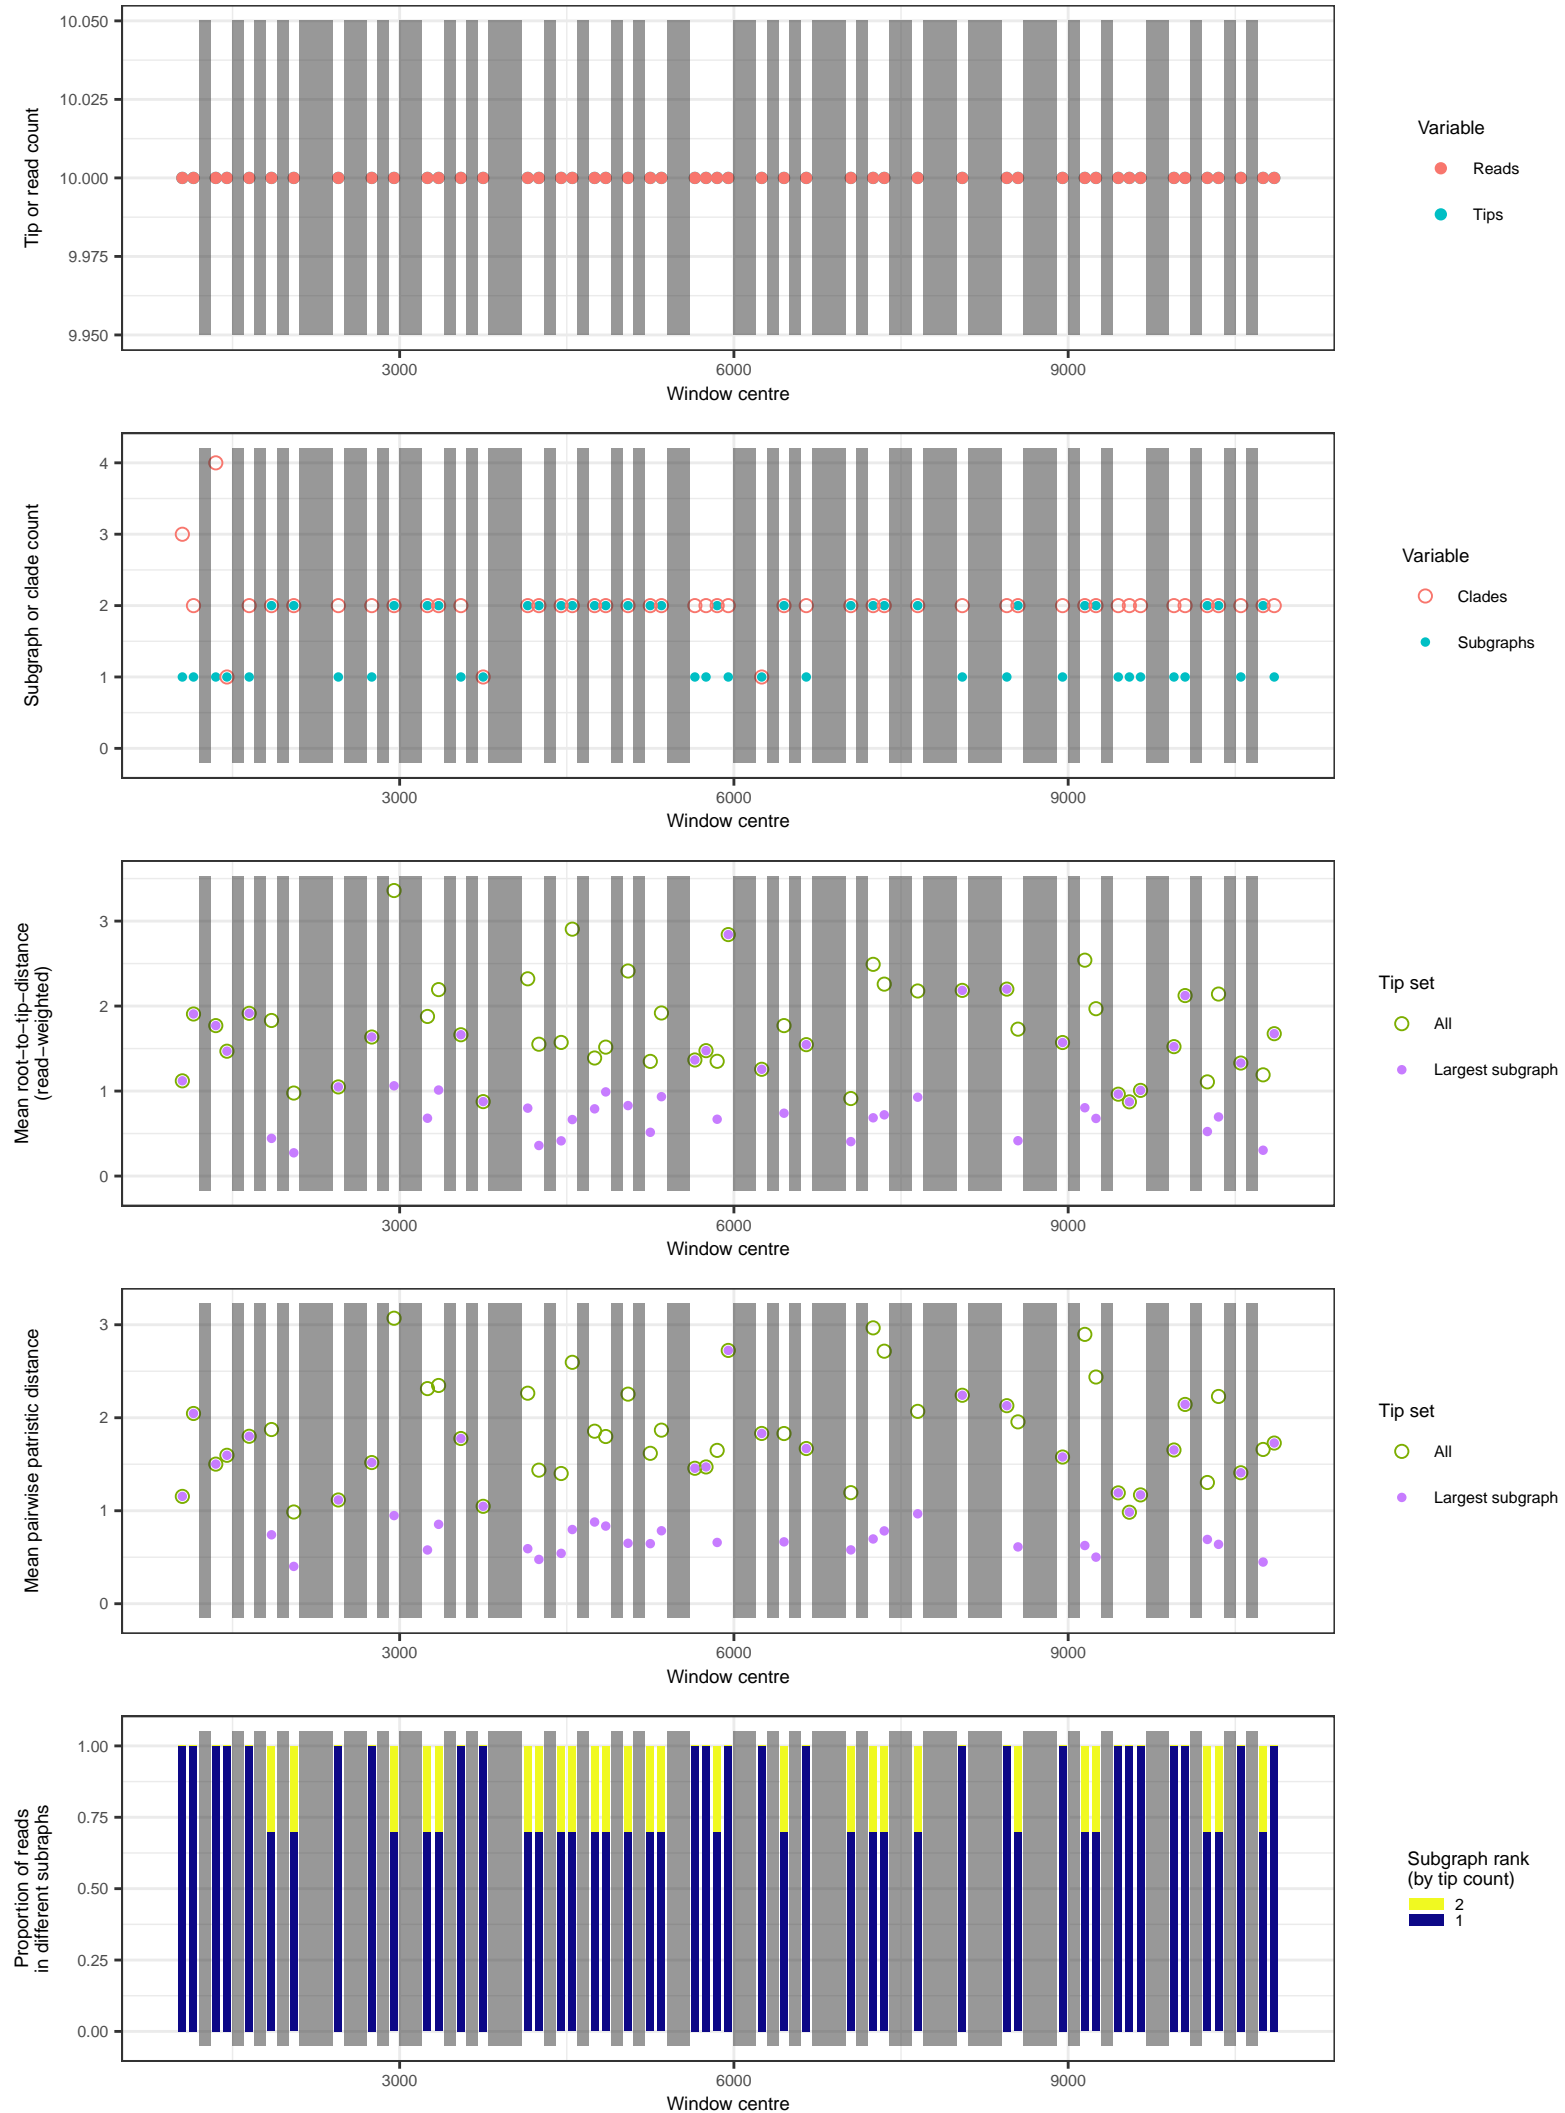 10.050
10.025
10.000
9.975
9.950
Tip or read count
3000
6000
9000
Window centre
Variable
Reads
Tips
4
3
2
1
0
Subgraph or clade count
3000
6000
9000
Window centre
Variable
Clades
Subgraphs
3
2
1
0
Mean root−to−tip−distance
(read−weighted)
3000
6000
9000
Window centre
Tip set
All
Largest subgraph
3
2
1
0
Mean pairwise patristic distance
3000
6000
9000
Window centre
Tip set
All
Largest subgraph
1.00
0.75
0.50
0.25
0.00
Proportion of reads
in different subraphs
3000
6000
9000
Window centre
Subgraph rank
(by tip count)
2
1